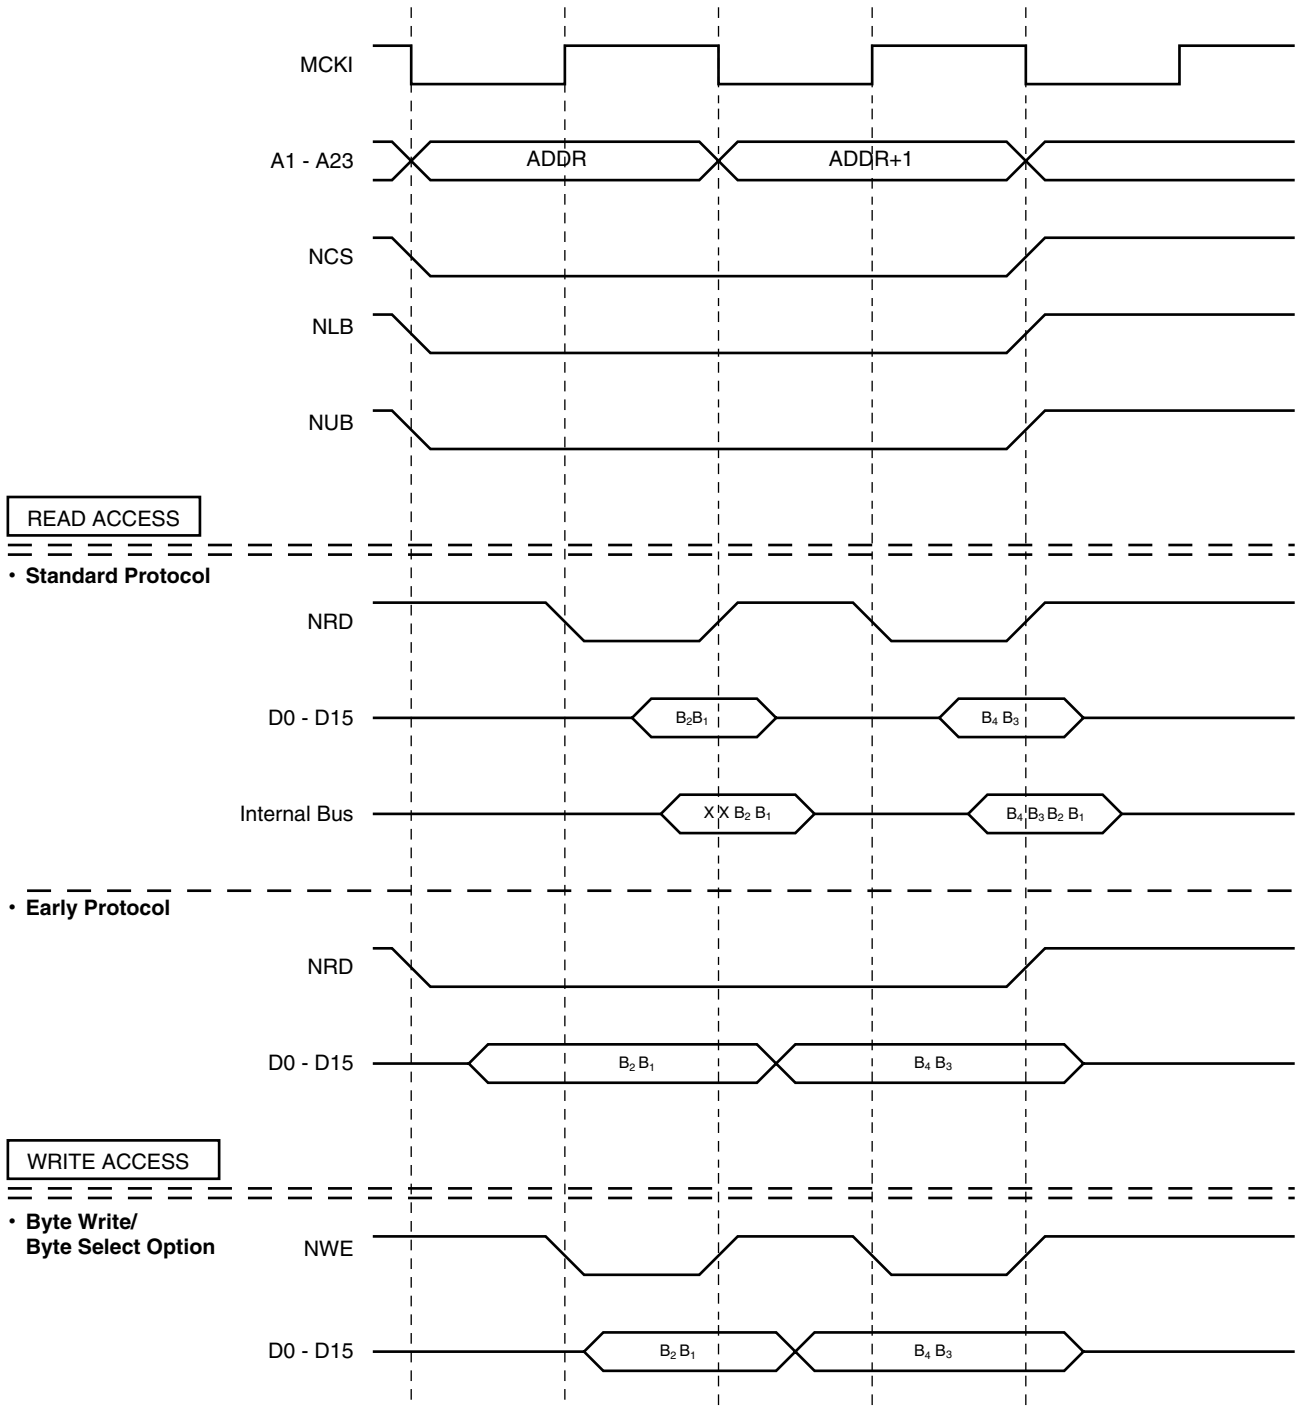 MCKI
A1 - A23 ADDR ADDR+1
NCS
NLB
NUB
READ ACCESS
• Standard Protocol
NRD
D0 - D15 B₂B₁ B₄ B₃
Internal Bus X X B₂ B₁ B₄ B₃ B₂ B₁
• Early Protocol
NRD
D0 - D15 B₂ B₁ B₄ B₃
WRITE ACCESS
• Byte Write/
Byte Select Option NWE
D0 - D15 B₂ B₁ B₄ B₃